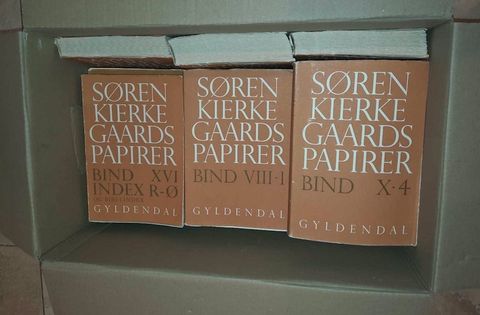 SØREN
KIERKE
GAARDS
PAPIRER
BIND XVI
INDEX R-Ø
GYLDENDAL
SØREN
KIERKE
GAARDS
PAPIRER
BIND VIII·1
GYLDENDAL
SØREN
KIERKE
GAARDS
PAPIRER
BIND X·4
GYLDENDAL